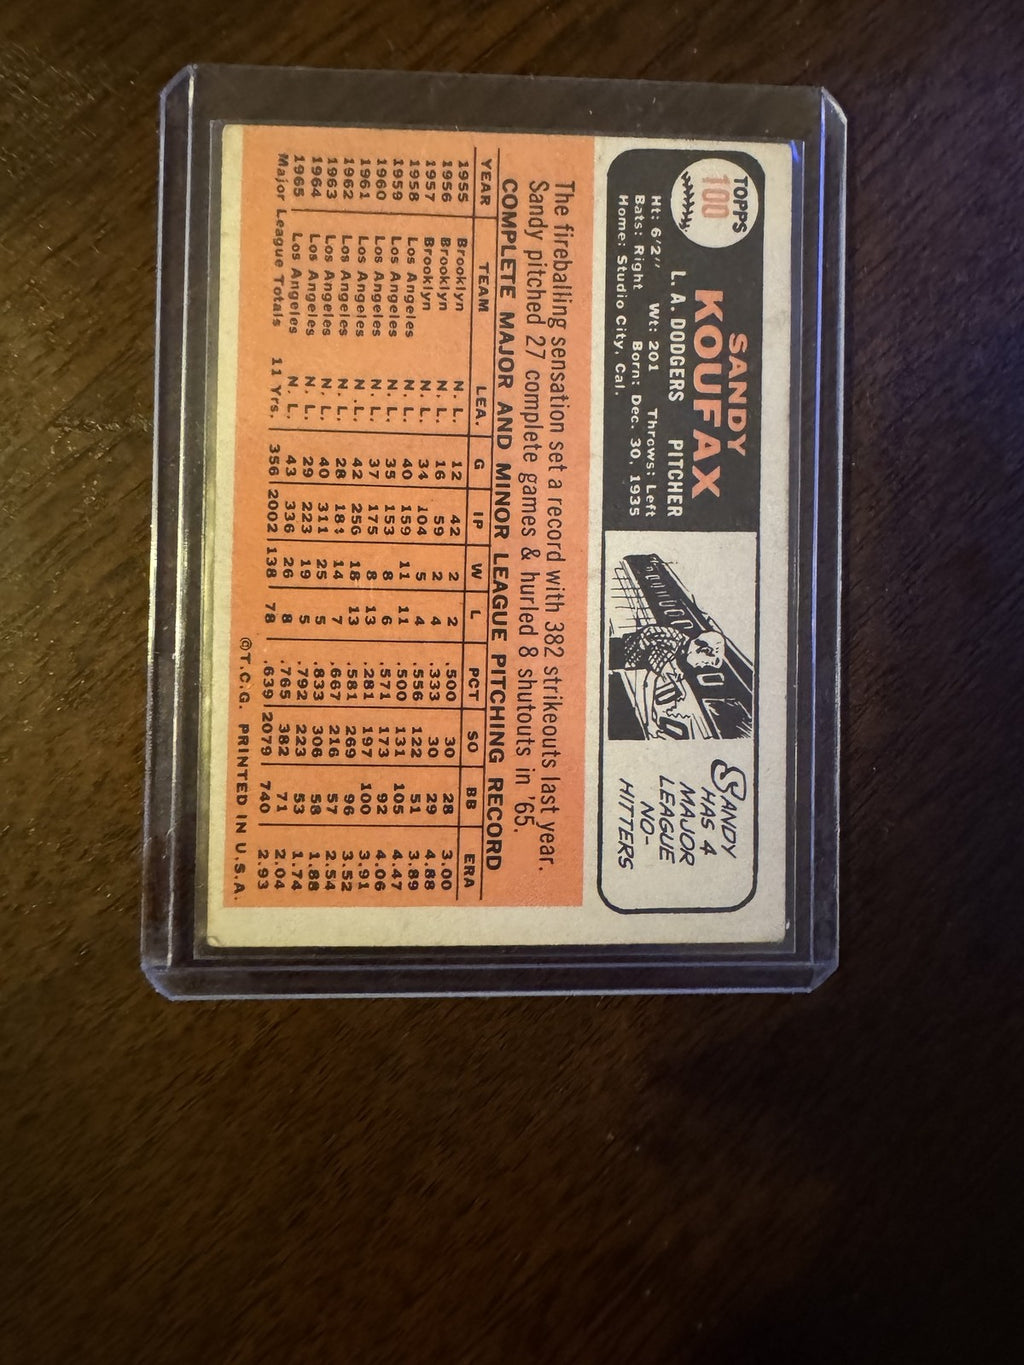 TOPPS
100
SANDY
KOUFAX
L. A. DODGERS PITCHER
Ht: 6'2" Wt: 201 Throws: Left
Bats: Right Born: Dec. 30, 1935
Home: Studio City, Cal.
SANDY
HAS 4
MAJOR
LEAGUE
NO-
HITTERS
The fireballing sensation set a record with 382 strikeouts last year.
Sandy pitched 27 complete games & hurled 8 shutouts in '65.
COMPLETE MAJOR AND MINOR LEAGUE PITCHING RECORD
YEAR TEAM LEA. G IP W L PCT SO BB ERA
1955 Brooklyn N. L. 12 42 2 2 .500 30 28 3.00
1956 Brooklyn N. L. 16 59 2 4 .333 30 29 4.88
1957 Brooklyn N. L. 34 104 5 4 .556 122 51 3.89
1958 Los Angeles N. L. 40 159 11 11 .500 131 105 4.47
1959 Los Angeles N. L. 35 153 8 6 .571 173 92 4.06
1960 Los Angeles N. L. 37 175 8 13 .281 197 100 3.91
1961 Los Angeles N. L. 42 256 18 13 .581 269 96 3.52
1962 Los Angeles N. L. 28 184 14 7 .667 216 57 2.54
1963 Los Angeles N. L. 40 311 25 5 .833 306 58 1.88
1964 Los Angeles N. L. 29 223 19 5 .792 223 53 1.74
1965 Los Angeles N. L. 43 336 26 8 .765 382 71 2.04
Major League Totals 11 Yrs. 356 2002 138 78 .639 2079 740 2.93
©T.C.G. PRINTED IN U.S.A.